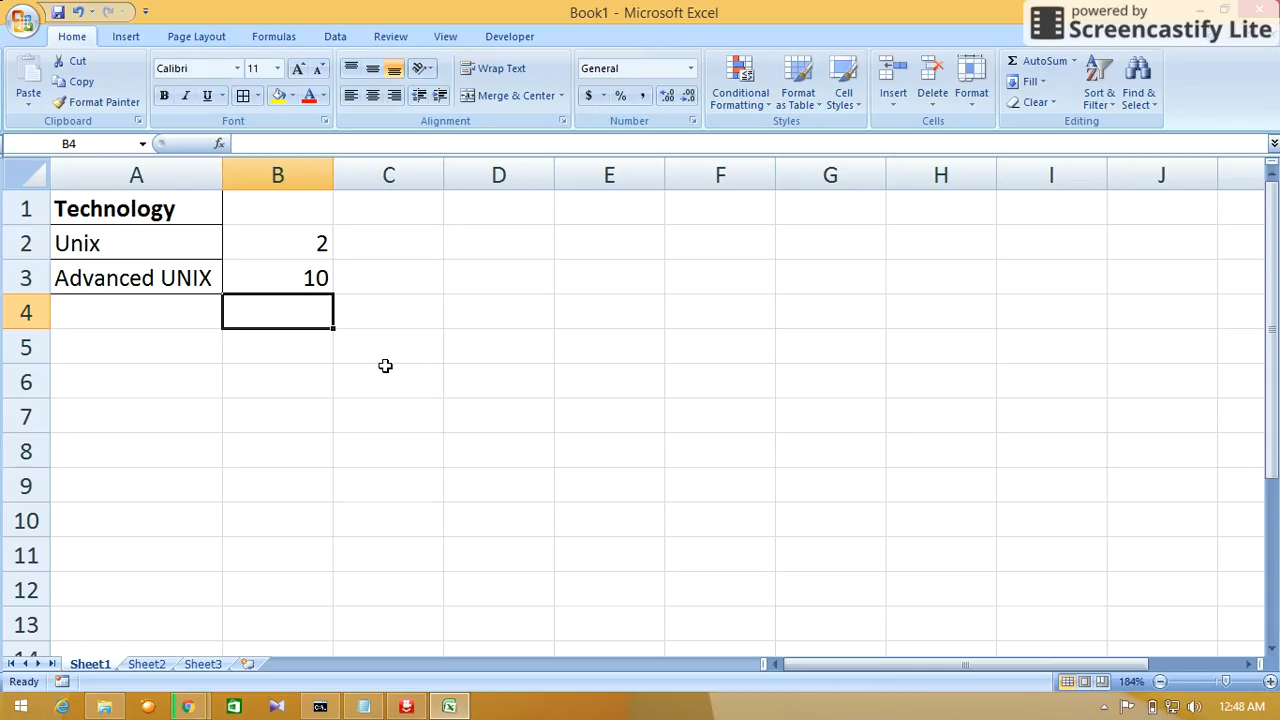 Book1 - Microsoft Excel
powered by
Screencastify Lite
Home Insert Page Layout Formulas Data Review View Developer
Paste
Cut
Copy
Format Painter
Clipboard
Calibri 11
B I U
Font
Wrap Text
Merge & Center
Alignment
General
$ % ,
Number
Conditional Formatting
Format as Table
Cell Styles
Styles
Insert
Delete
Format
Cells
Σ AutoSum
Fill
Clear
Sort & Filter
Find & Select
Editing
B4 fx
A B C D E F G H I J
1 Technology
2 Unix 2
3 Advanced UNIX 10
4
5
6
7
8
9
10
11
12
13
14
Sheet1 Sheet2 Sheet3
Ready 184%
12:48 AM